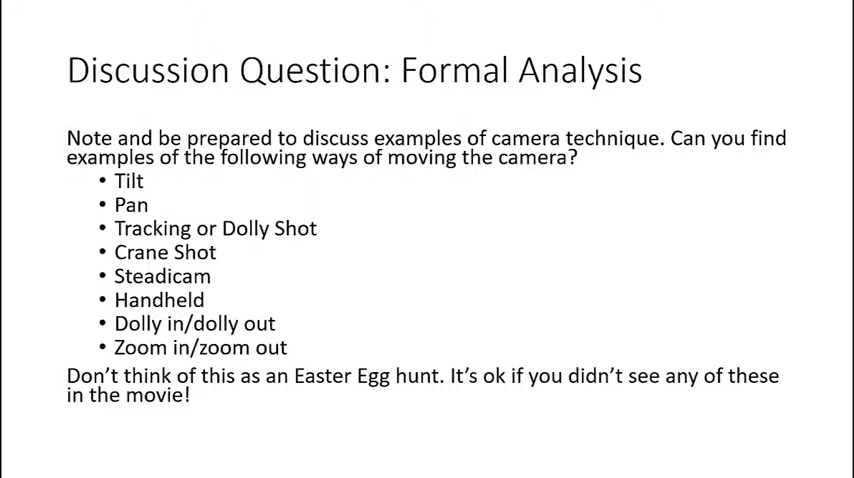 Discussion Question: Formal Analysis
Note and be prepared to discuss examples of camera technique. Can you find
examples of the following ways of moving the camera?
• Tilt
• Pan
• Tracking or Dolly Shot
• Crane Shot
• Steadicam
• Handheld
• Dolly in/dolly out
• Zoom in/zoom out
Don’t think of this as an Easter Egg hunt. It’s ok if you didn’t see any of these
in the movie!